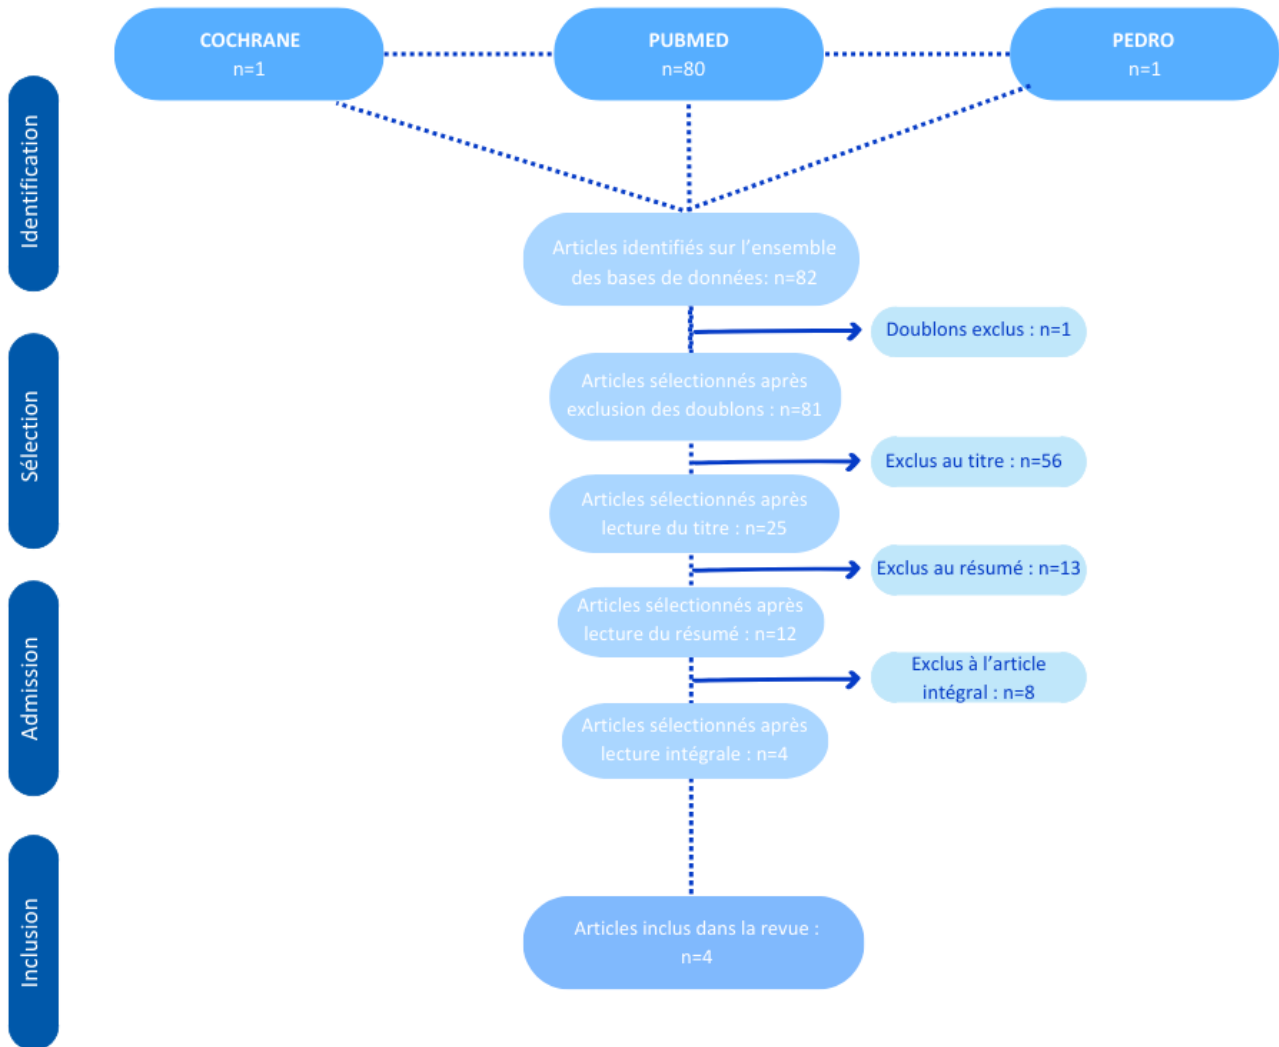 COCHRANE
n=1
PUBMED
n=80
PEDRO
n=1
Identification
Articles identifiés sur l'ensemble
des bases de données: n=82
Doublons exclus : n=1
Sélection
Articles sélectionnés après
exclusion des doublons : n=81
Exclus au titre : n=56
Articles sélectionnés après
lecture du titre : n=25
Exclus au résumé : n=13
Admission
Articles sélectionnés après
lecture du résumé : n=12
Exclus à l'article
intégral : n=8
Articles sélectionnés après
lecture intégrale : n=4
Inclusion
Articles inclus dans la revue :
n=4